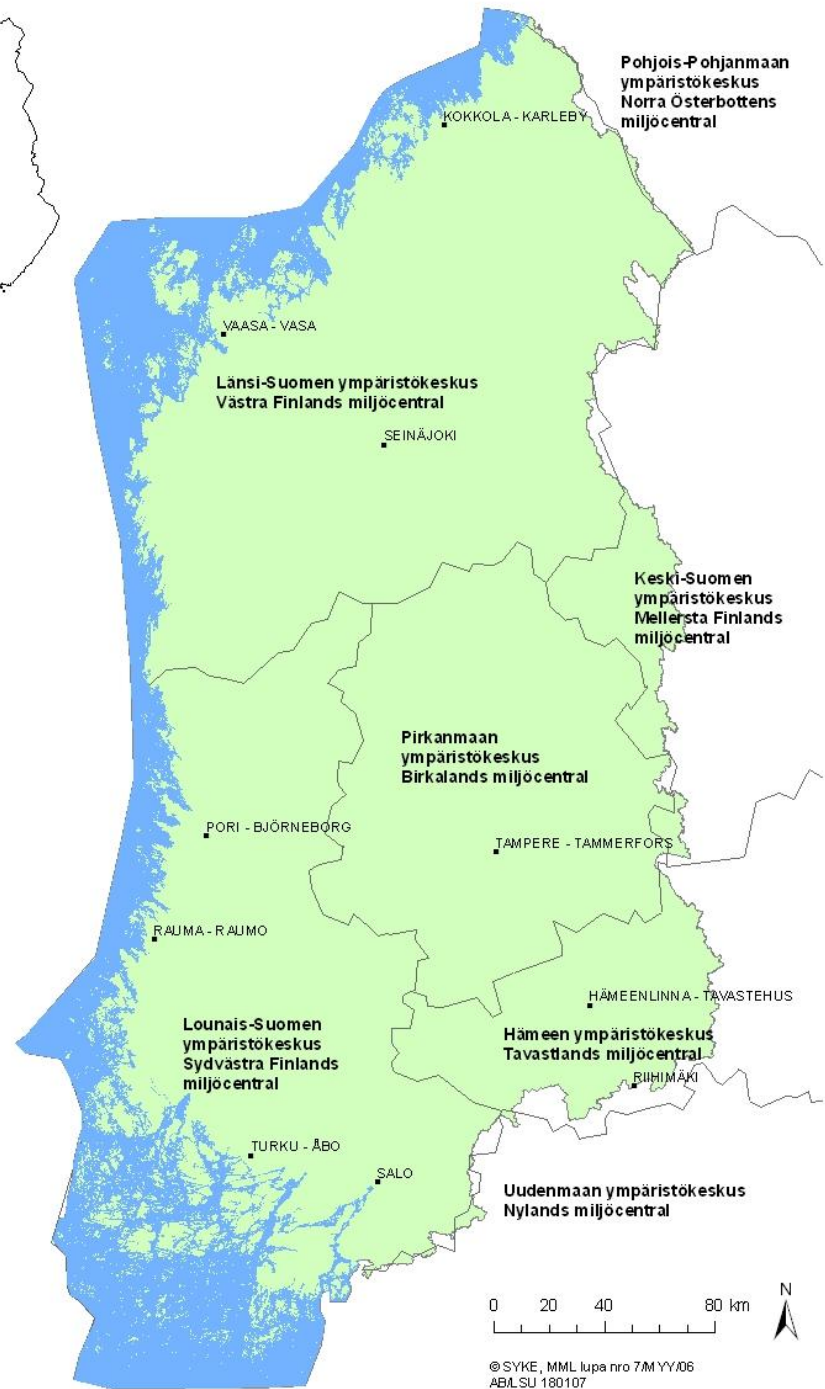 Pohjois-Pohjanmaan
ympäristökeskus
Norra Österbottens
miljöcentral
KOKKOLA - KARLEBY
VAASA - VASA
Länsi-Suomen ympäristökeskus
Västra Finlands miljöcentral
SEINÄJOKI
Keski-Suomen
ympäristökeskus
Mellersta Finlands
miljöcentral
Pirkanmaan
ympäristökeskus
Birkalands miljöcentral
PORI - BJÖRNEBORG
TAMPERE - TAMMERFORS
RAUMA - RAUMO
HÄMEENLINNA - TAVASTEHUS
Lounais-Suomen
ympäristökeskus
Sydvästra Finlands
miljöcentral
Hämeen ympäristökeskus
Tavastlands miljöcentral
RIIHIMÄKI
TURKU - ÅBO
SALO
Uudenmaan ympäristökeskus
Nylands miljöcentral
N
0 20 40 80 km
© SYKE, MML lupa nro 7/MYY/06
AB/LSU 180107